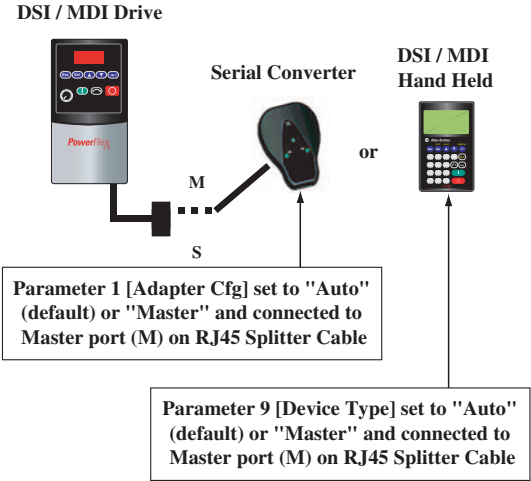 DSI / MDI Drive
Serial Converter
DSI / MDI
Hand Held
PowerFlex
or
M
S
Parameter 1 [Adapter Cfg] set to "Auto"
(default) or "Master" and connected to
Master port (M) on RJ45 Splitter Cable
Parameter 9 [Device Type] set to "Auto"
(default) or "Master" and connected to
Master port (M) on RJ45 Splitter Cable